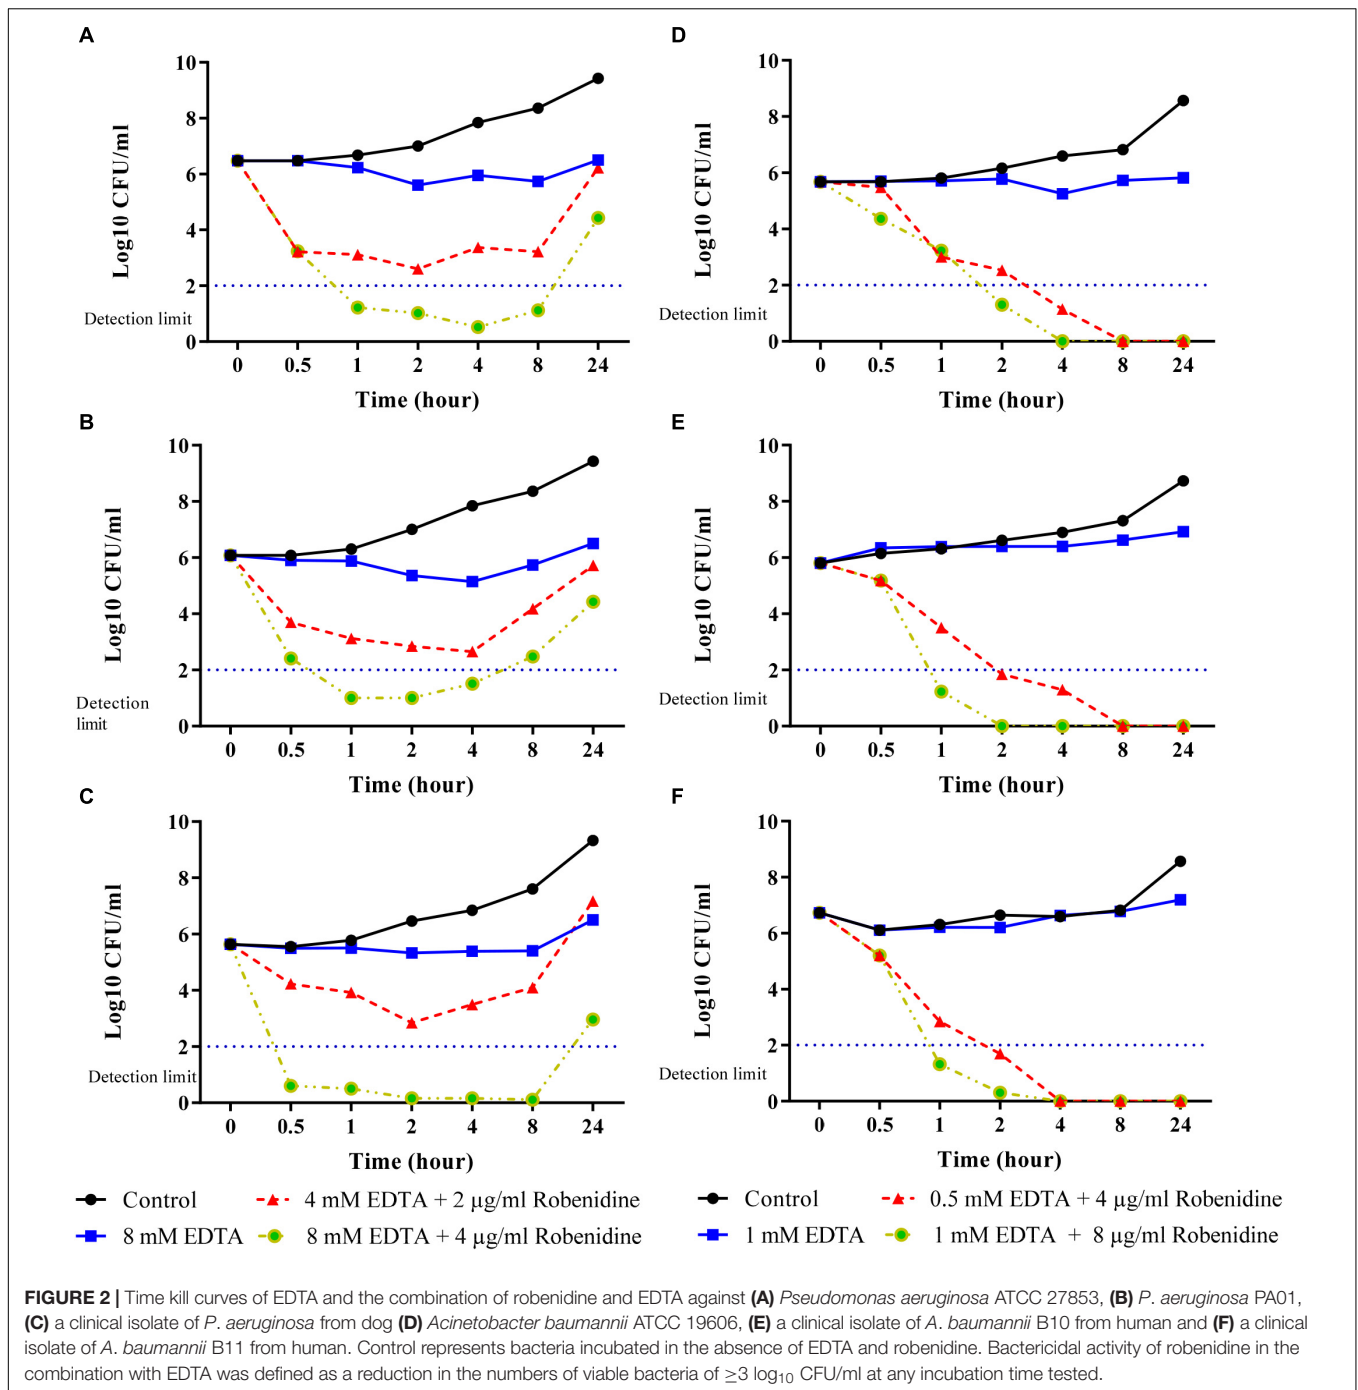 A
Log10 CFU/ml
10
8
6
4
2
0
Detection limit
0 0.5 1 2 4 8 24
Time (hour)
D
Log10 CFU/ml
10
8
6
4
2
0
Detection limit
0 0.5 1 2 4 8 24
Time (hour)
B
Log10 CFU/ml
10
8
6
4
2
0
Detection
limit
0 0.5 1 2 4 8 24
Time (hour)
E
Log10 CFU/ml
10
8
6
4
2
0
Detection limit
0 0.5 1 2 4 8 24
Time (hour)
C
Log10 CFU/ml
10
8
6
4
2
0
Detection limit
0 0.5 1 2 4 8 24
Time (hour)
F
Log10 CFU/ml
10
8
6
4
2
0
Detection limit
0 0.5 1 2 4 8 24
Time (hour)
Control 4 mM EDTA + 2 µg/ml Robenidine
8 mM EDTA 8 mM EDTA + 4 µg/ml Robenidine
Control 0.5 mM EDTA + 4 µg/ml Robenidine
1 mM EDTA 1 mM EDTA + 8 µg/ml Robenidine
FIGURE 2 | Time kill curves of EDTA and the combination of robenidine and EDTA against (A) Pseudomonas aeruginosa ATCC 27853, (B) P. aeruginosa PA01,
(C) a clinical isolate of P. aeruginosa from dog (D) Acinetobacter baumannii ATCC 19606, (E) a clinical isolate of A. baumannii B10 from human and (F) a clinical
isolate of A. baumannii B11 from human. Control represents bacteria incubated in the absence of EDTA and robenidine. Bactericidal activity of robenidine in the
combination with EDTA was defined as a reduction in the numbers of viable bacteria of ≥3 log₁₀ CFU/ml at any incubation time tested.